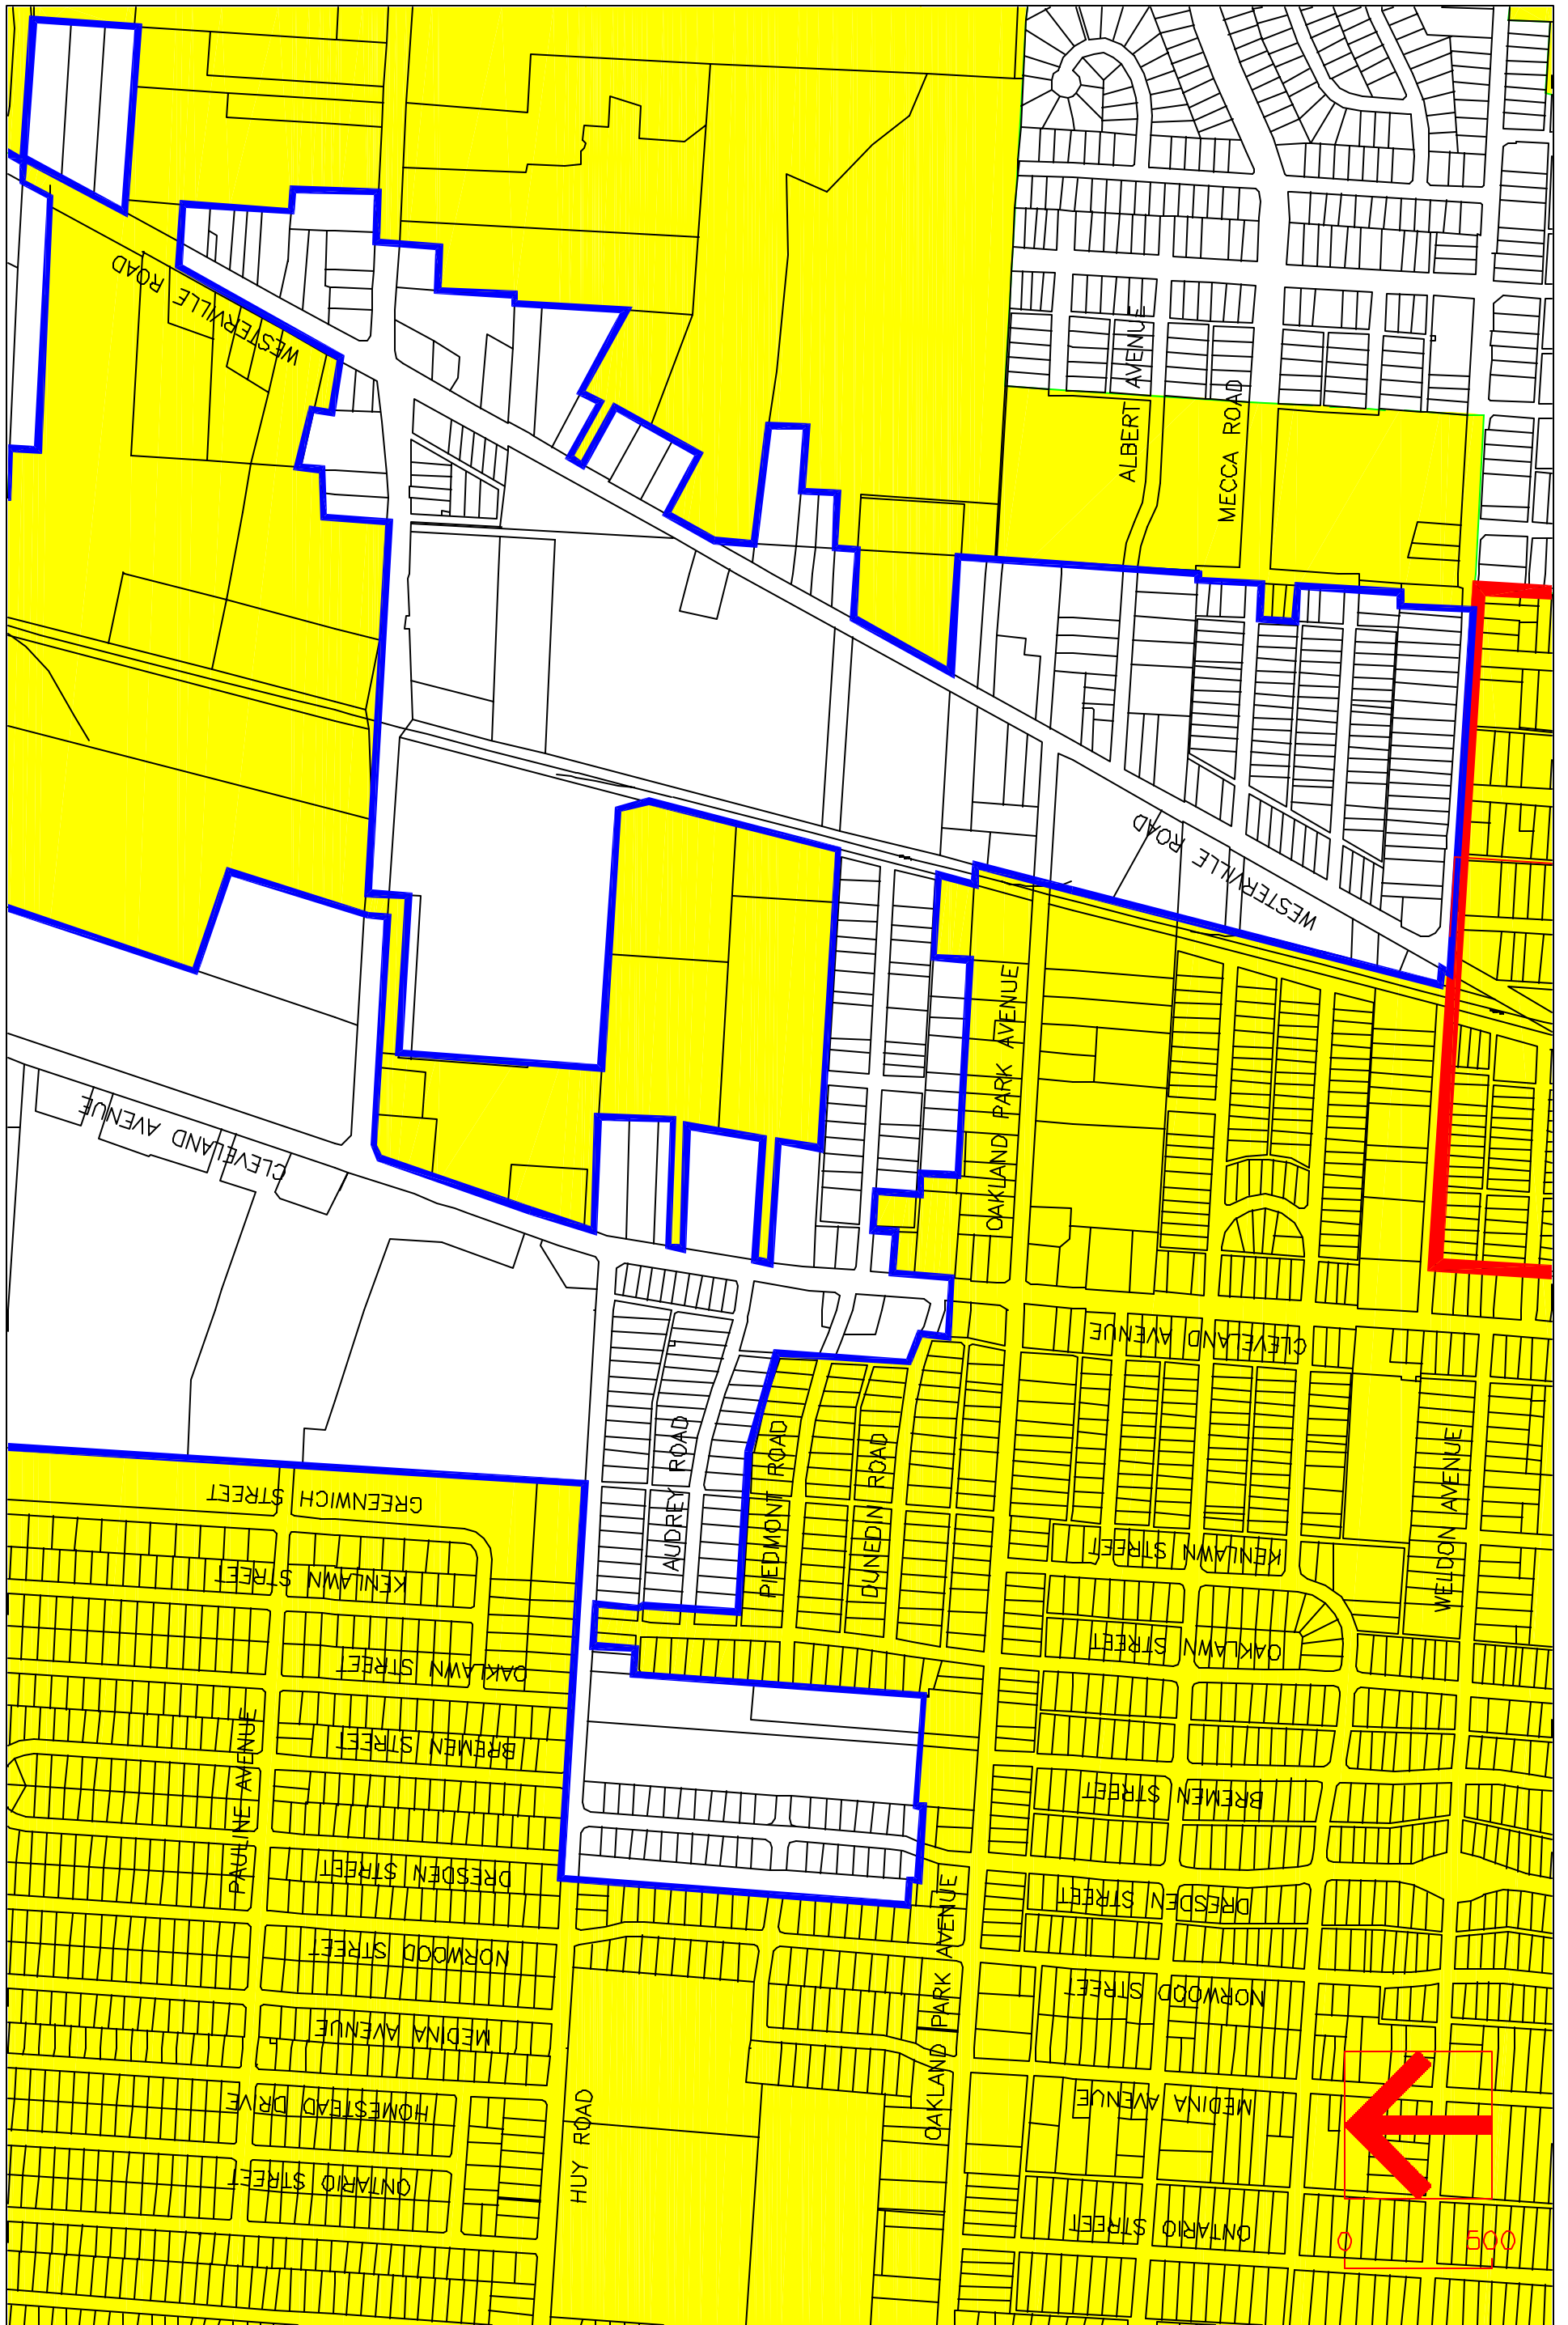 WESTERVILLE ROAD
ALBERT AVENUE
MECCA ROAD
WESTERVILLE ROAD
OAKLAND PARK AVENUE
CLEVELAND AVENUE
CLEVELAND AVENUE
AUDREY ROAD
PIEDMONT ROAD
DUNEDIN ROAD
WELDON AVENUE
GREENWICH STREET
KENLAWN STREET
KENLAWN STREET
OAKLAWN STREET
OAKLAWN STREET
PAULINE AVENUE
BREMEN STREET
BREMEN STREET
DRESDEN STREET
DRESDEN STREET
OAKLAND PARK AVENUE
NORWOOD STREET
NORWOOD STREET
MEDINA AVENUE
MEDINA AVENUE
HOMESTEAD DRIVE
HUY ROAD
ONTARIO STREET
ONTARIO STREET
0 500